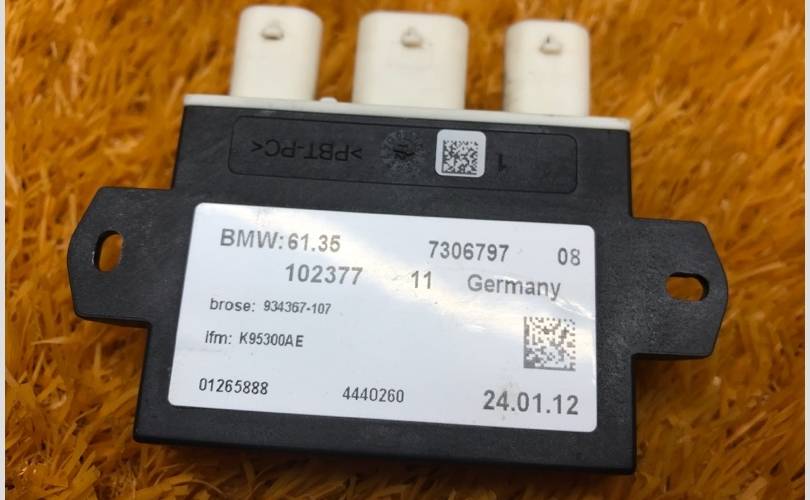 1 >PBT-PC<
BMW: 61.35 7306797 08
102377 11 Germany
brose: 934367-107
ifm: K95300AE
01265888 4440260 24.01.12